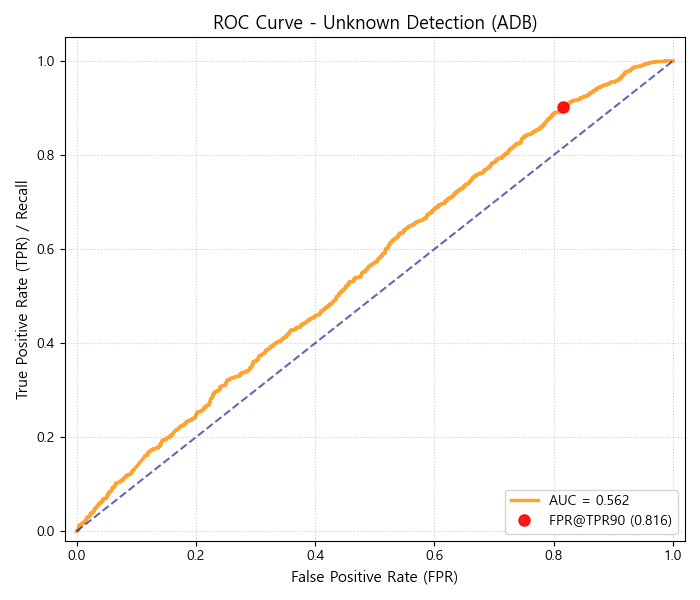 ROC Curve - Unknown Detection (ADB)
True Positive Rate (TPR) / Recall
1.0
0.8
0.6
0.4
0.2
0.0
0.0 0.2 0.4 0.6 0.8 1.0
False Positive Rate (FPR)
AUC = 0.562
FPR@TPR90 (0.816)